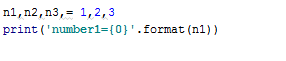 n1,n2,n3,= 1,2,3
print('number1={0}'.format(n1))